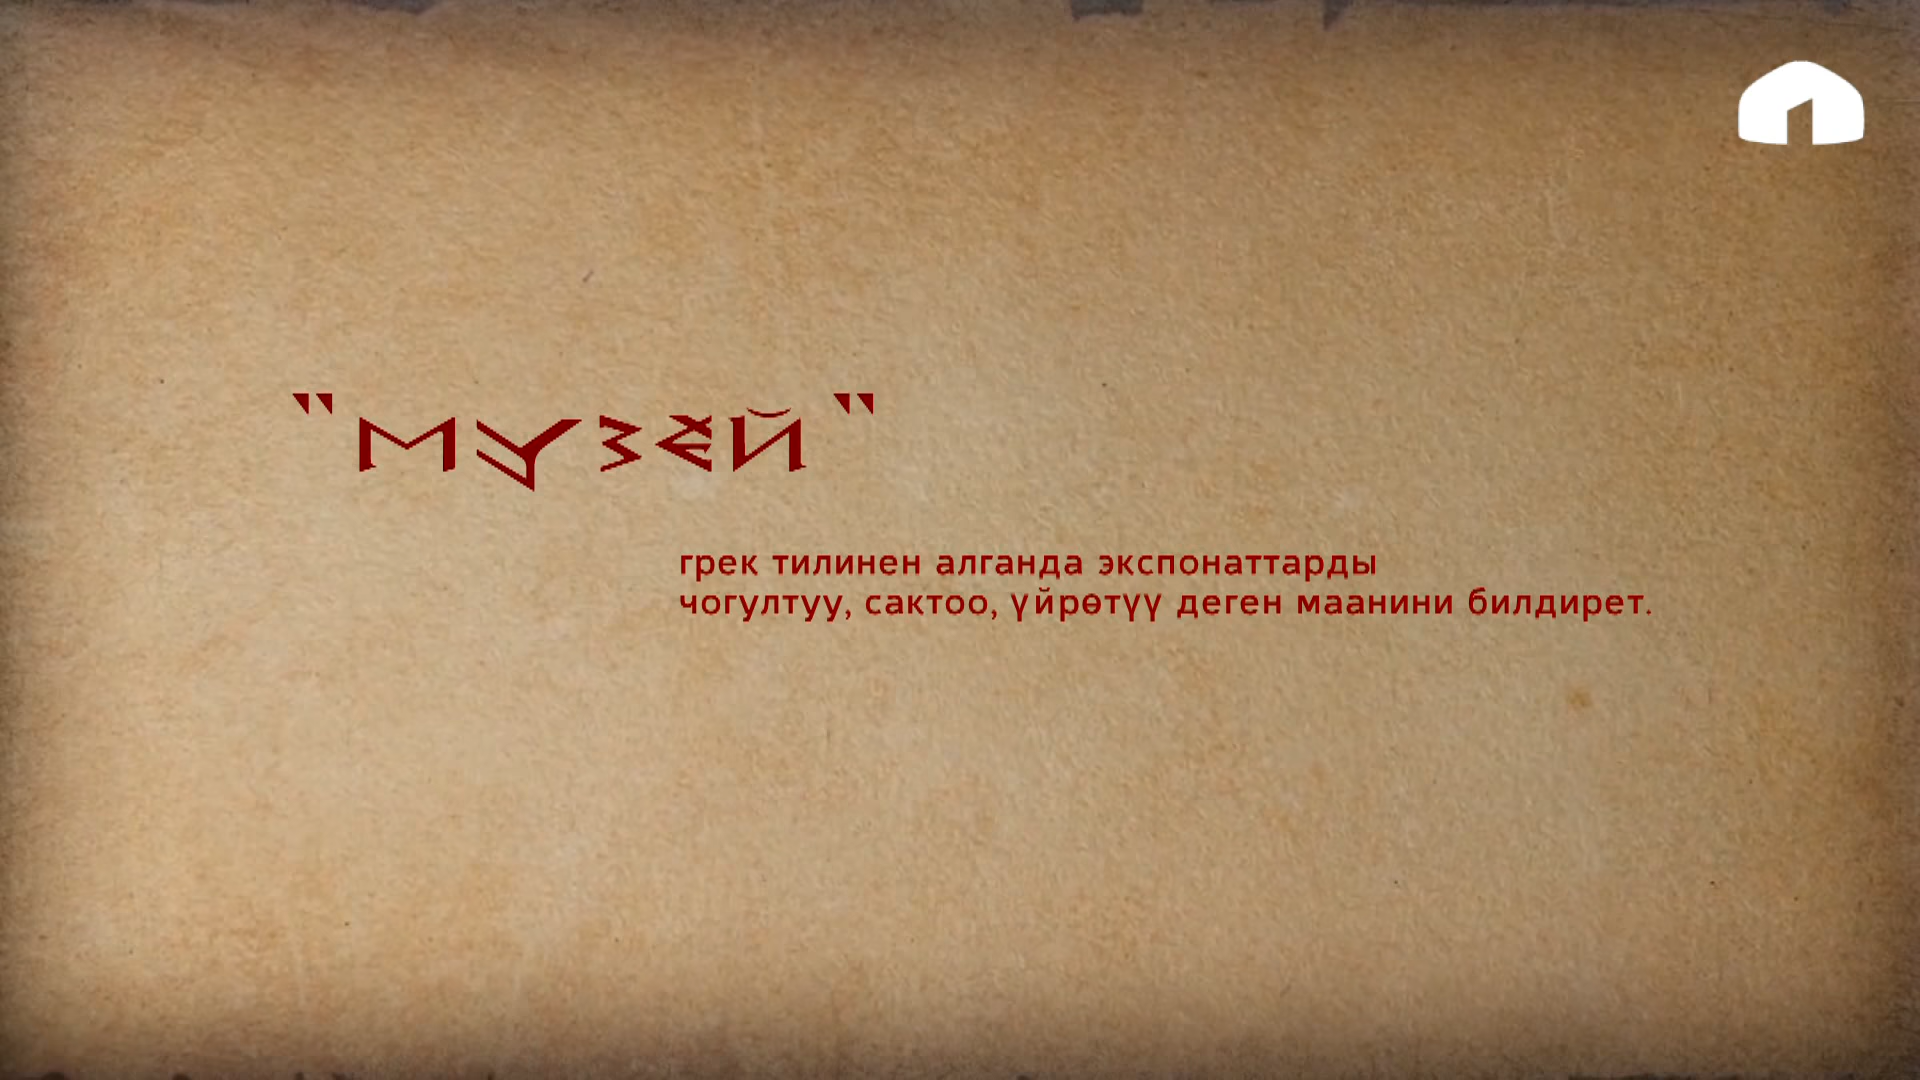 "музей"
грек тилинен алганда экспонаттарды
чогултуу, сактоо, үйрөтүү деген маанини билдирет.